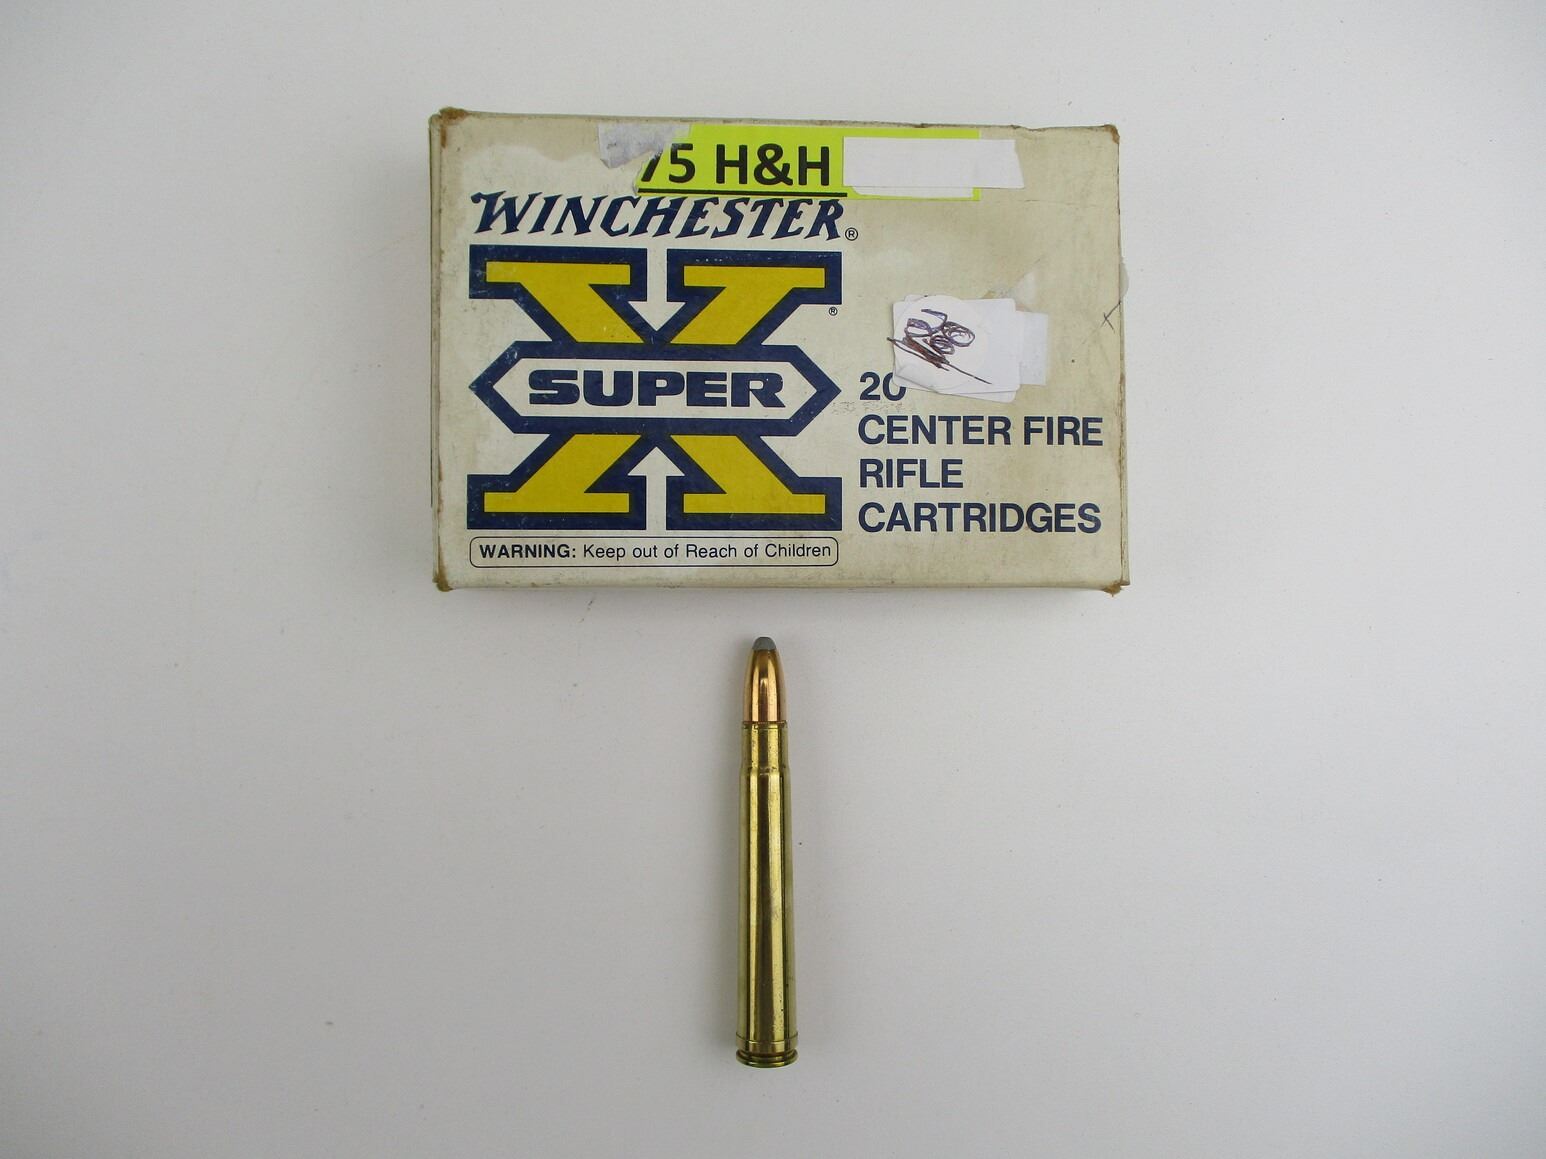 75 H&H
WINCHESTER®
®
SUPER
20
CENTER FIRE
RIFLE
CARTRIDGES
WARNING: Keep out of Reach of Children